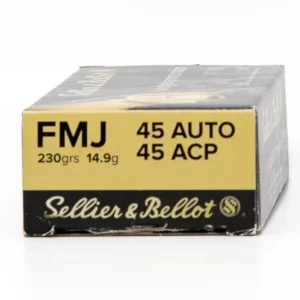 FMJ
230grs 14.9g
45 AUTO
45 ACP
Sellier & Bellot